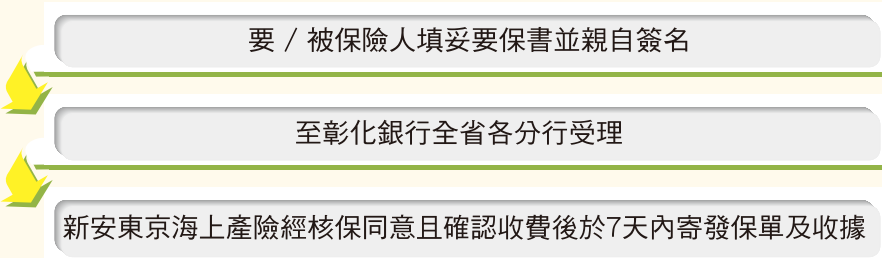 要 / 被保險人填妥要保書並親自簽名
至彰化銀行全省各分行受理
新安東京海上產險經核保同意且確認收費後於7天內寄發保單及收據